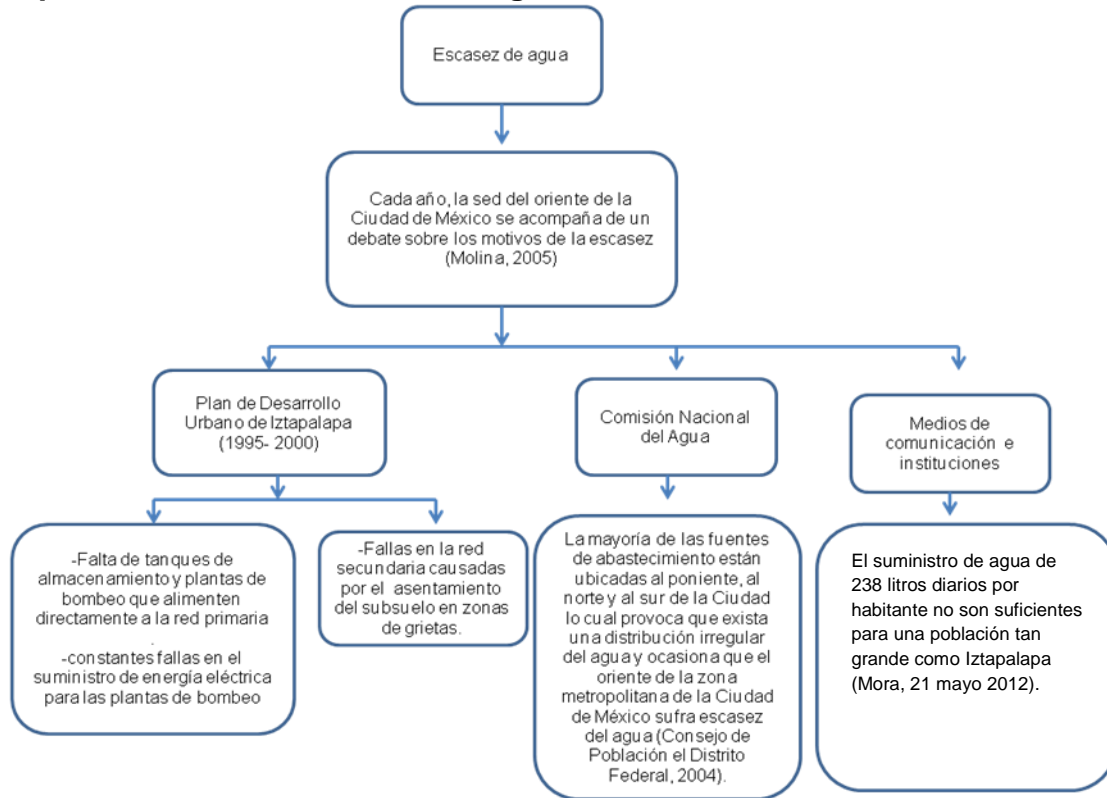 Escasez de agua
Cada año, la sed del oriente de la
Ciudad de México se acompaña de un
debate sobre los motivos de la escasez
(Molina, 2005)
Plan de Desarrollo
Urbano de Iztapalapa
(1995- 2000)
Comisión Nacional
del Agua
Medios de
comunicación e
instituciones
-Falta de tanques de
almacenamiento y plantas de
bombeo que alimenten
directamente a la red primaria
.
-constantes fallas en el
suministro de energía eléctrica
para las plantas de bombeo
-Fallas en la red
secundaria causadas
por el asentamiento
del subsuelo en zonas
de grietas.
La mayoría de las fuentes
de abastecimiento están
ubicadas al poniente, al
norte y al sur de la Ciudad
lo cual provoca que exista
una distribución irregular
del agua y ocasiona que el
oriente de la zona
metropolitana de la Ciudad
de México sufra escasez
del agua (Consejo de
Población el Distrito
Federal, 2004).
El suministro de agua de
238 litros diarios por
habitante no son suficientes
para una población tan
grande como Iztapalapa
(Mora, 21 mayo 2012).